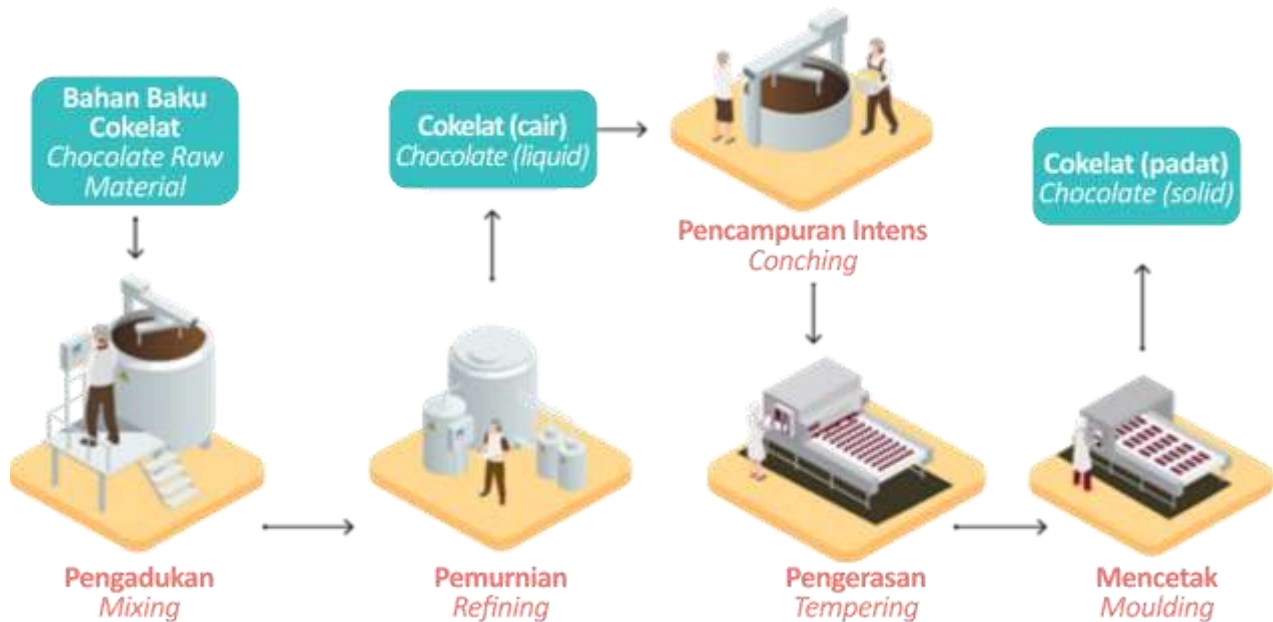 Bahan Baku
Cokelat
Chocolate Raw
Material
Pengadukan
Mixing
Pemurnian
Refining
Cokelat (cair)
Chocolate (liquid)
Pencampuran Intens
Conching
Pengerasan
Tempering
Mencetak
Moulding
Cokelat (padat)
Chocolate (solid)